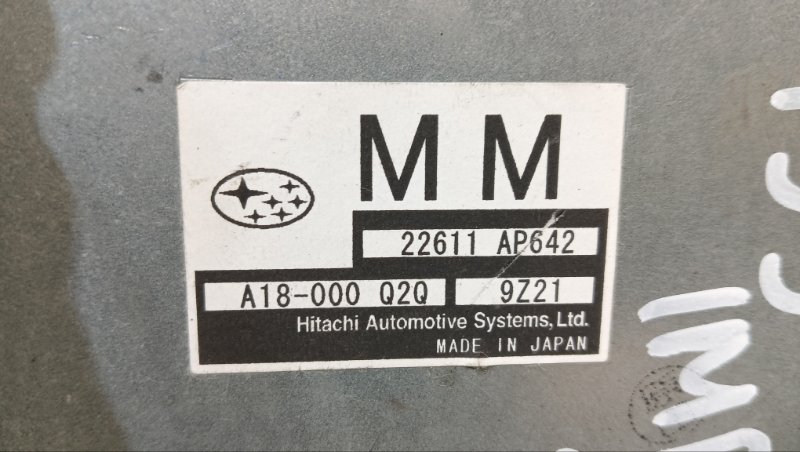 MM
22611 AP642
A18-000 Q2Q
9Z21
Hitachi Automotive Systems, Ltd.
MADE IN JAPAN